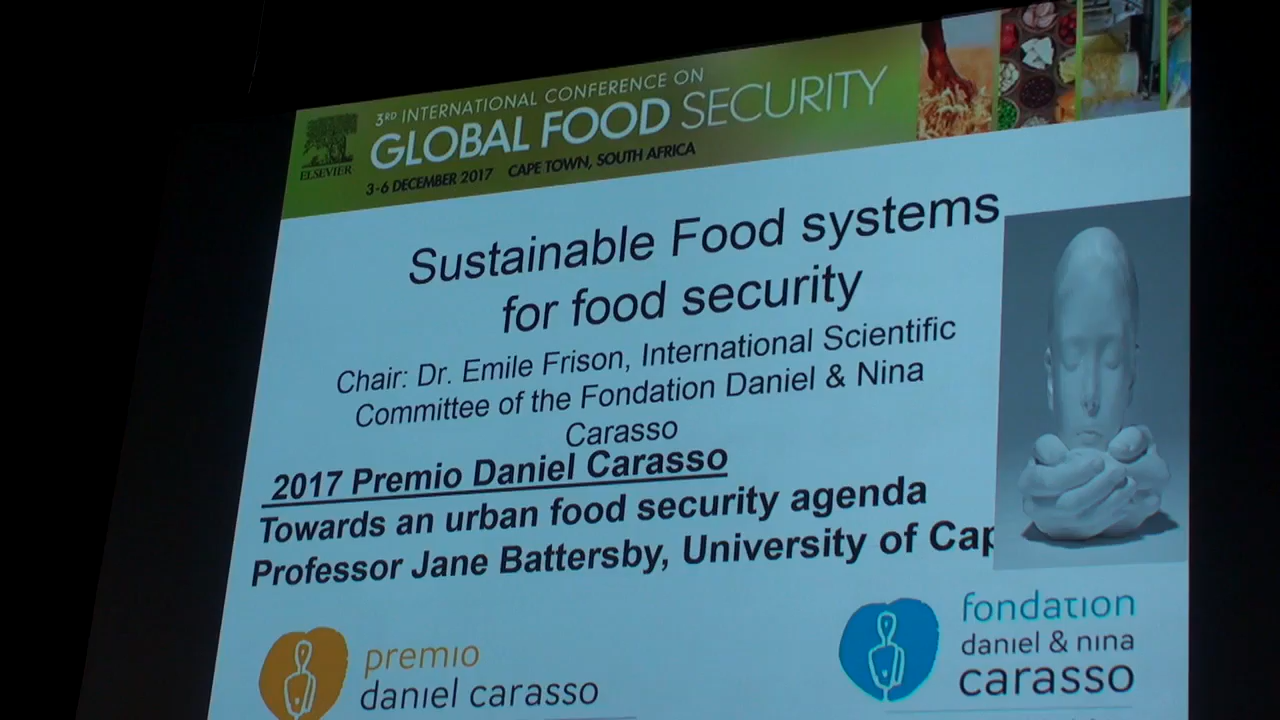 3RD INTERNATIONAL CONFERENCE ON
GLOBAL FOOD SECURITY
3-6 DECEMBER 2017 CAPE TOWN, SOUTH AFRICA
ELSEVIER
Sustainable Food systems
for food security
Chair: Dr. Emile Frison, International Scientific
Committee of the Fondation Daniel & Nina
Carasso
2017 Premio Daniel Carasso
Towards an urban food security agenda
Professor Jane Battersby, University of Cap
premio
daniel carasso
fondation
daniel & nina
carasso